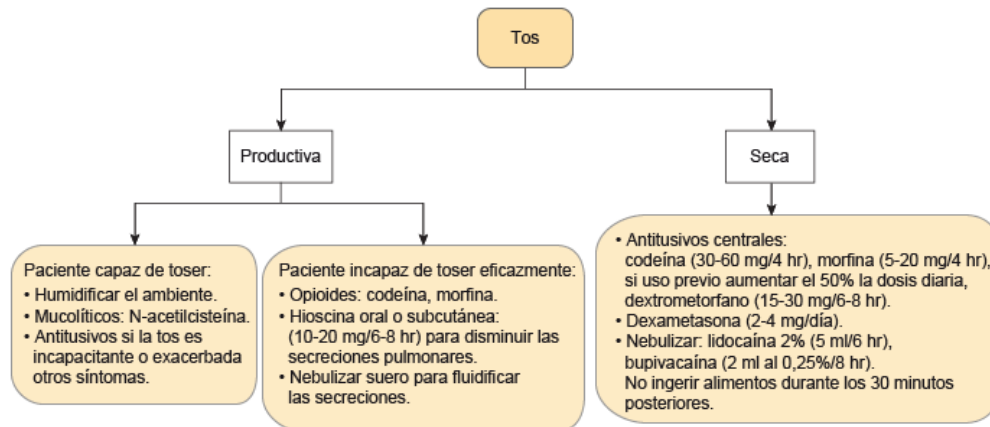 Tos
Productiva
Seca
Paciente capaz de toser:
• Humidificar el ambiente.
• Mucolíticos: N-acetilcisteína.
• Antitusivos si la tos es
incapacitante o exacerbada
otros síntomas.
Paciente incapaz de toser eficazmente:
• Opioides: codeína, morfina.
• Hioscina oral o subcutánea:
(10-20 mg/6-8 hr) para disminuir las
secreciones pulmonares.
• Nebulizar suero para fluidificar
las secreciones.
• Antitusivos centrales:
codeína (30-60 mg/4 hr), morfina (5-20 mg/4 hr),
si uso previo aumentar el 50% la dosis diaria,
dextrometorfano (15-30 mg/6-8 hr).
• Dexametasona (2-4 mg/día).
• Nebulizar: lidocaína 2% (5 ml/6 hr),
bupivacaína (2 ml al 0,25%/8 hr).
No ingerir alimentos durante los 30 minutos
posteriores.